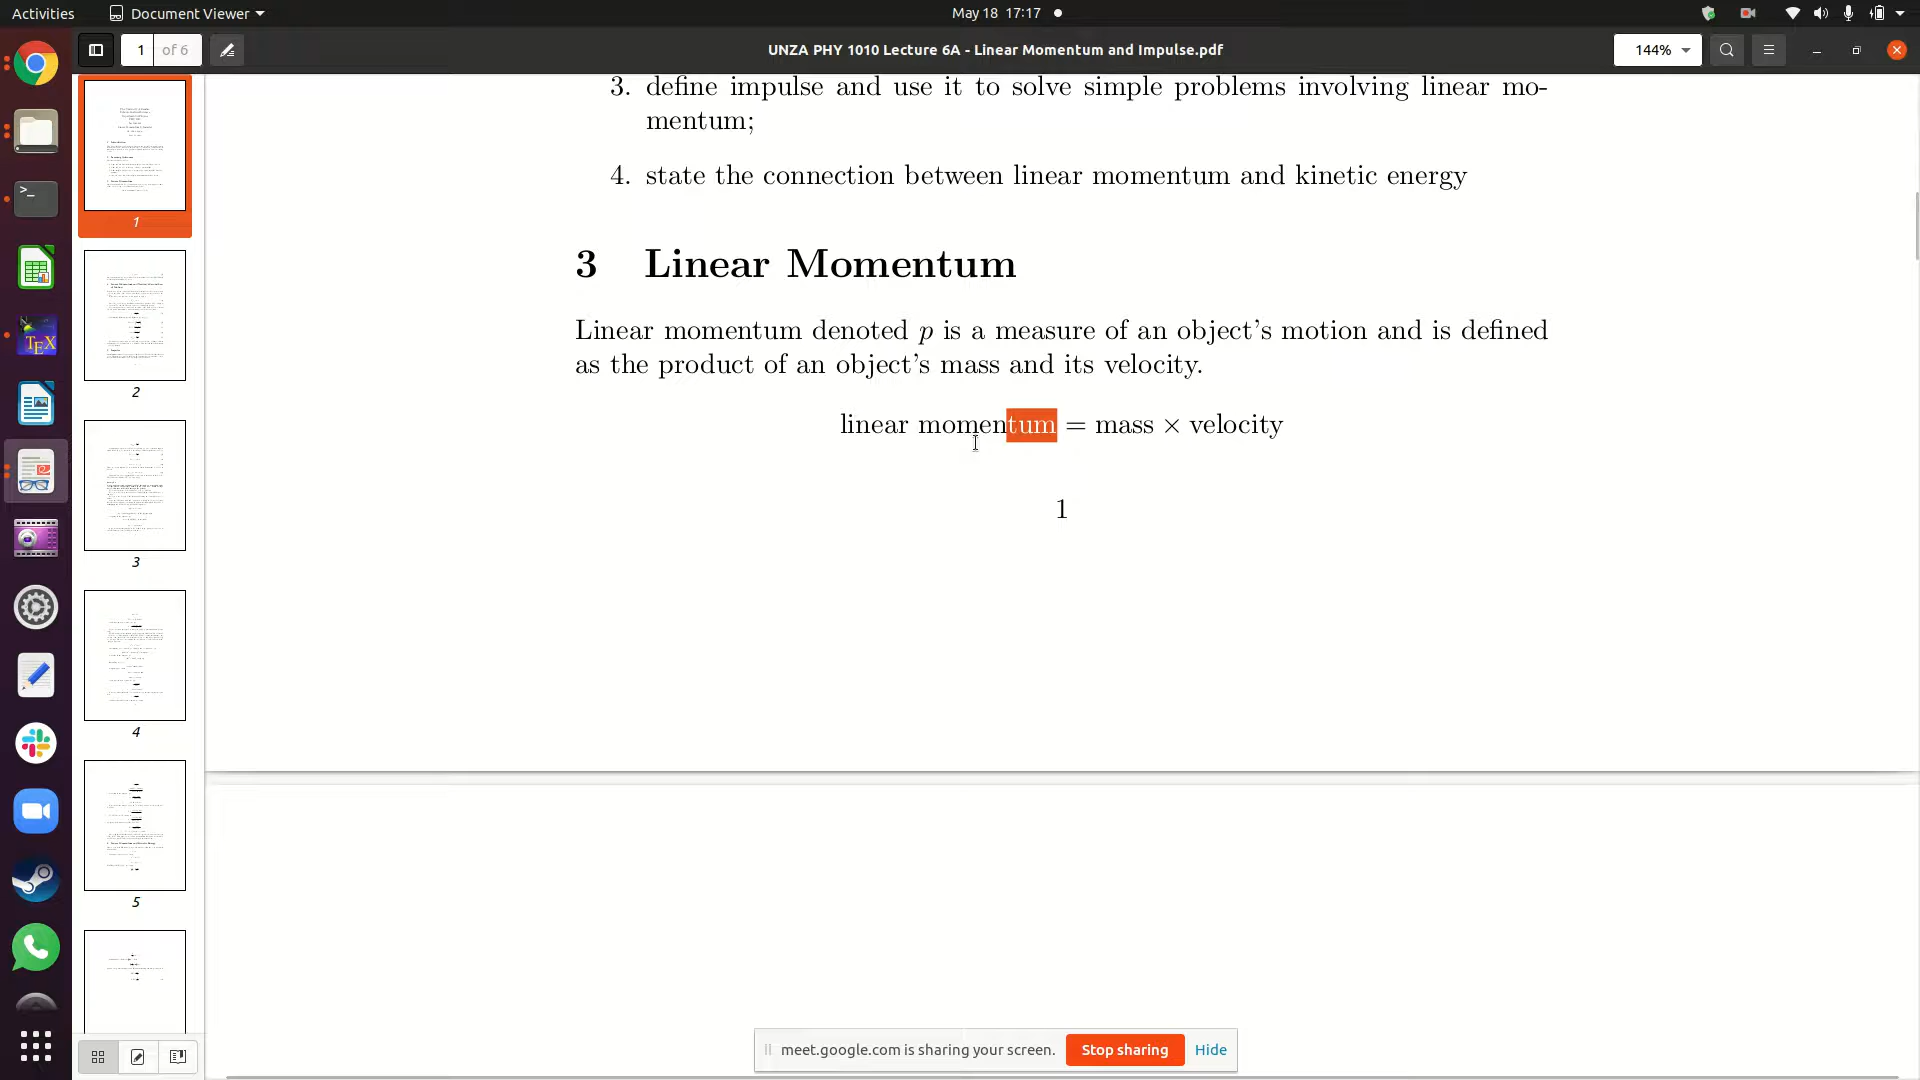 Activities
Document Viewer
May 18 17:17
1 of 6
UNZA PHY 1010 Lecture 6A - Linear Momentum and Impulse.pdf
144%
3. define impulse and use it to solve simple problems involving linear mo-
mentum;
4. state the connection between linear momentum and kinetic energy
3 Linear Momentum
Linear momentum denoted p is a measure of an object's motion and is defined
as the product of an object's mass and its velocity.
linear momentum = mass × velocity
1
1
2
3
4
5
>_
TEX
meet.google.com is sharing your screen.
Stop sharing
Hide